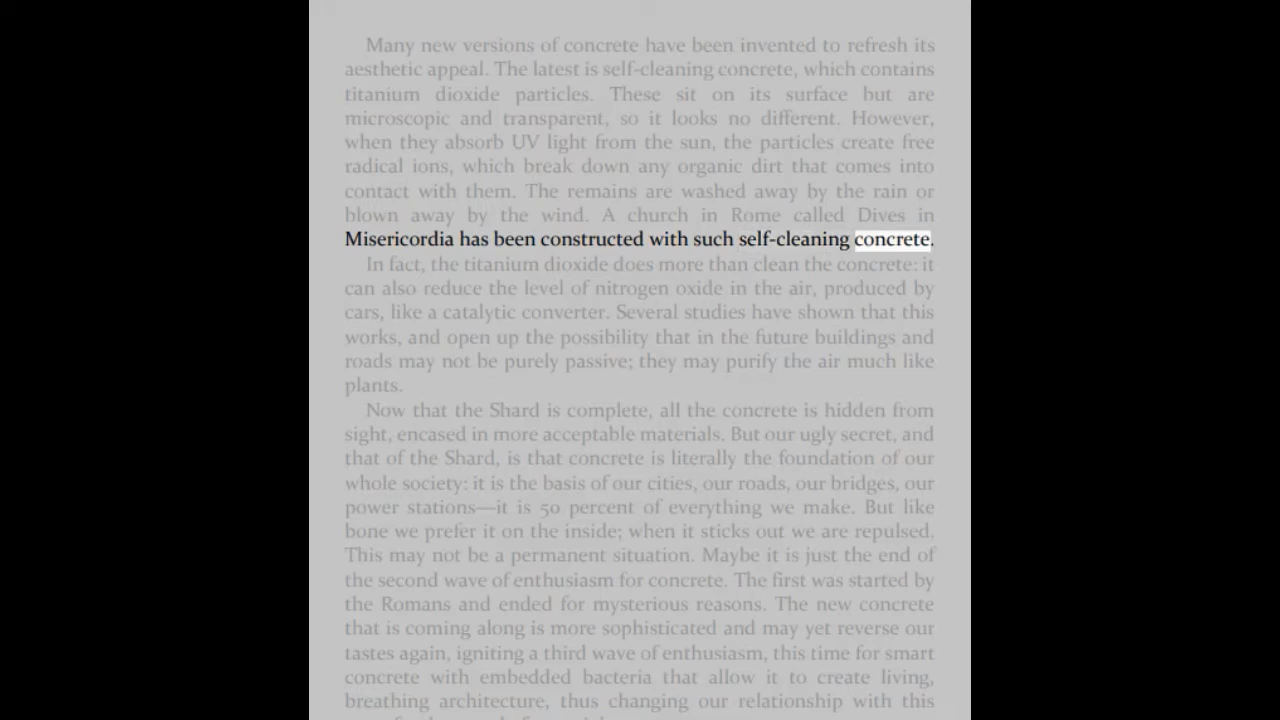 Many new versions of concrete have been invented to refresh its
aesthetic appeal. The latest is self-cleaning concrete, which contains
titanium dioxide particles. These sit on its surface but are
microscopic and transparent, so it looks no different. However,
when they absorb UV light from the sun, the particles create free
radical ions, which break down any organic dirt that comes into
contact with them. The remains are washed away by the rain or
blown away by the wind. A church in Rome called Dives in
Misericordia has been constructed with such self-cleaning concrete.
In fact, the titanium dioxide does more than clean the concrete: it
can also reduce the level of nitrogen oxide in the air, produced by
cars, like a catalytic converter. Several studies have shown that this
works, and open up the possibility that in the future buildings and
roads may not be purely passive; they may purify the air much like
plants.
Now that the Shard is complete, all the concrete is hidden from
sight, encased in more acceptable materials. But our ugly secret, and
that of the Shard, is that concrete is literally the foundation of our
whole society: it is the basis of our cities, our roads, our bridges, our
power stations—it is 50 percent of everything we make. But like
bone we prefer it on the inside; when it sticks out we are repulsed.
This may not be a permanent situation. Maybe it is just the end of
the second wave of enthusiasm for concrete. The first was started by
the Romans and ended for mysterious reasons. The new concrete
that is coming along is more sophisticated and may yet reverse our
tastes again, igniting a third wave of enthusiasm, this time for smart
concrete with embedded bacteria that allow it to create living,
breathing architecture, thus changing our relationship with this